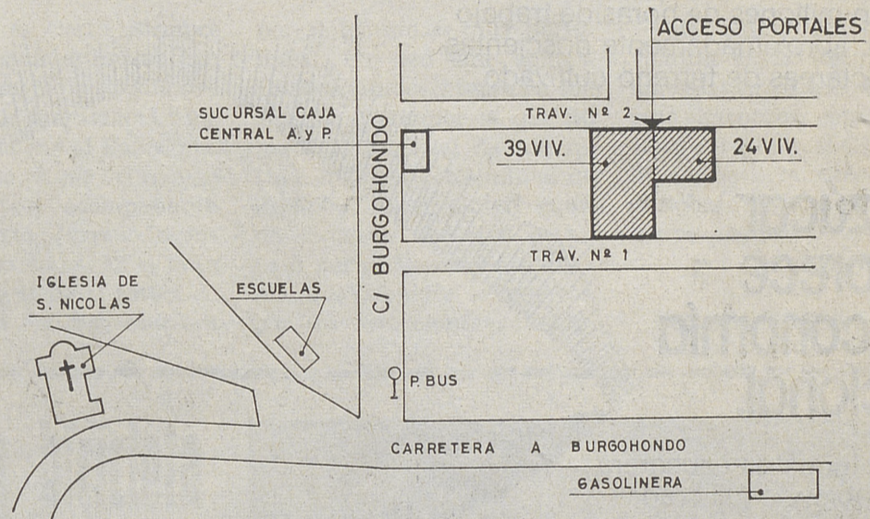 ACCESO PORTALES
SUCURSAL CAJA
CENTRAL A. y P.
TRAV. Nº 2
39 VIV.
24 VIV.
C/ BURGOHONDO
TRAV. Nº 1
IGLESIA DE
S. NICOLAS
ESCUELAS
P. BUS
CARRETERA A BURGOHONDO
GASOLINERA